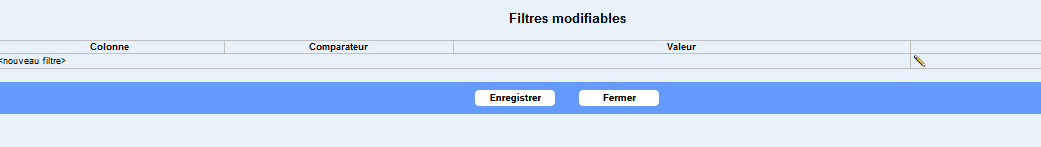 Filtres modifiables
Colonne Comparateur Valeur
<nouveau filtre>
Enregistrer Fermer